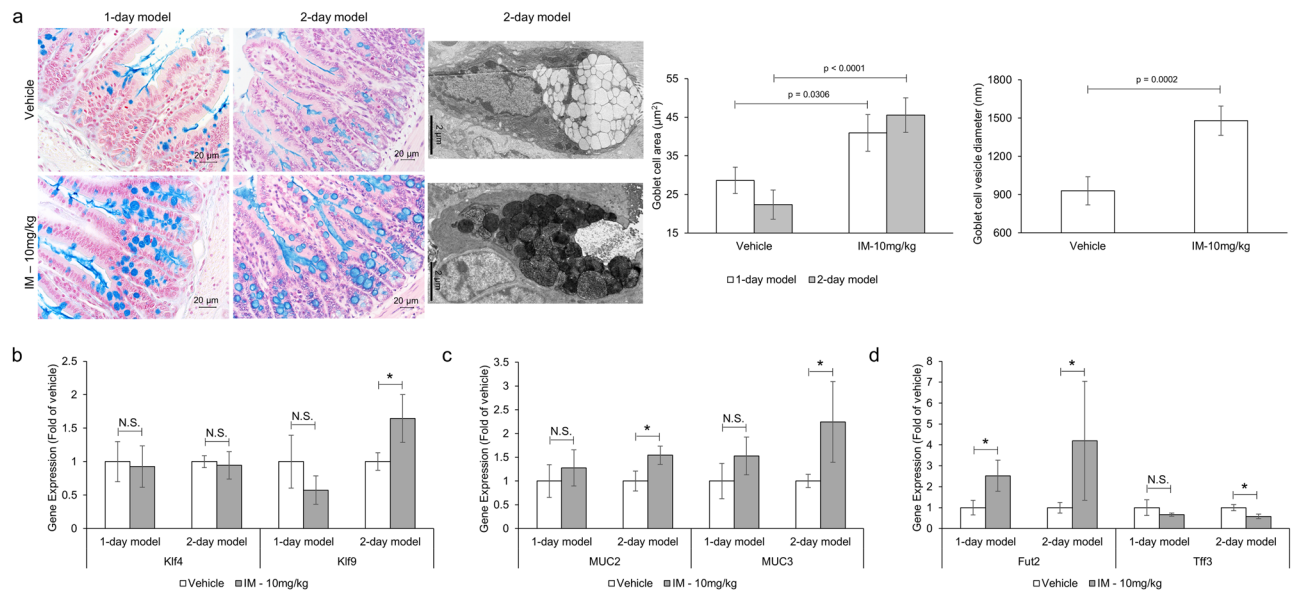 a
1-day model
2-day model
2-day model
Vehicle
IM – 10mg/kg
20 µm
20 µm
2 µm
20 µm
20 µm
2 µm
Goblet cell area (µm²)
55
45
35
25
15
p < 0.0001
p = 0.0306
Vehicle
IM-10mg/kg
1-day model
2-day model
Goblet cell vesicle diameter (nm)
1800
1500
1200
900
600
p = 0.0002
Vehicle
IM-10mg/kg
b
Gene Expression (Fold of vehicle)
2.5
2
1.5
1
0.5
0
N.S.
N.S.
N.S.
*
1-day model
2-day model
1-day model
2-day model
Klf4
Klf9
Vehicle
IM - 10mg/kg
c
Gene Expression (Fold of vehicle)
3.5
3
2.5
2
1.5
1
0.5
0
N.S.
*
N.S.
*
1-day model
2-day model
1-day model
2-day model
MUC2
MUC3
Vehicle
IM - 10mg/kg
d
Gene Expression (Fold of vehicle)
8
7
6
5
4
3
2
1
0
*
*
N.S.
*
1-day model
2-day model
1-day model
2-day model
Fut2
Tff3
Vehicle
IM - 10mg/kg